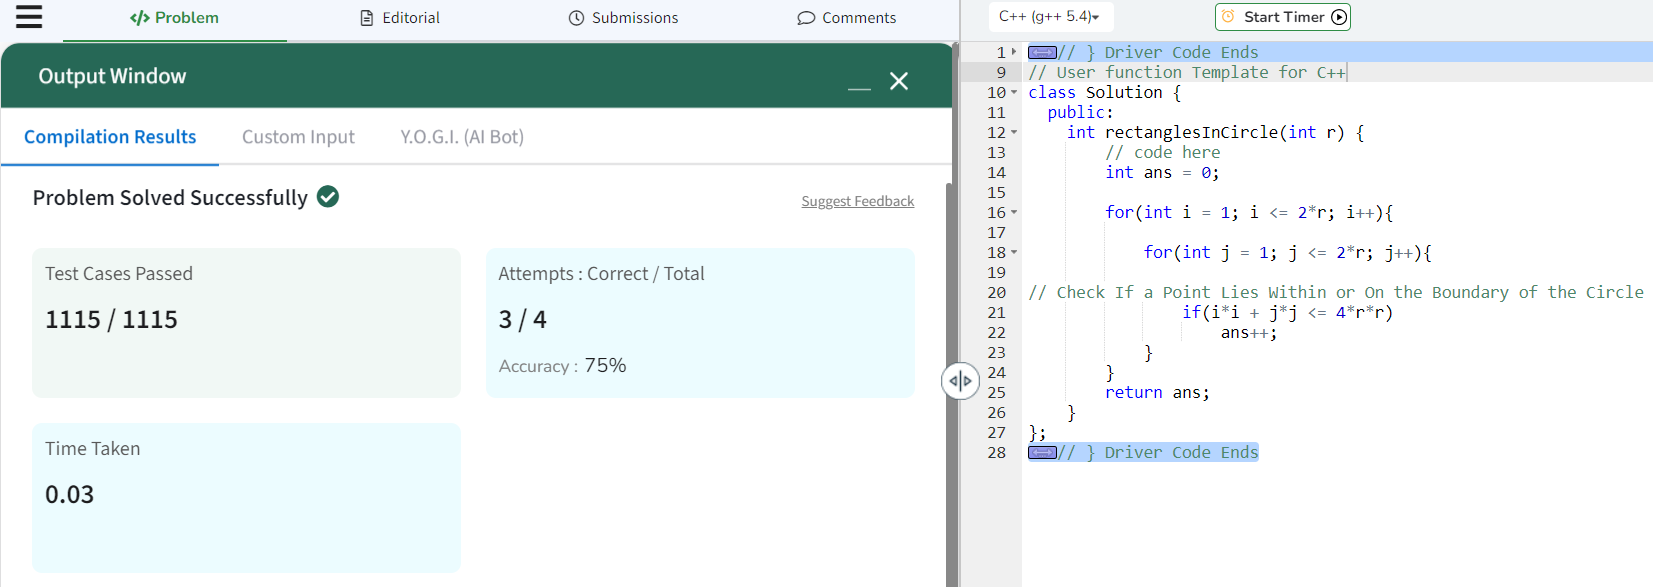 </> Problem
Editorial
Submissions
Comments
Output Window
Compilation Results
Custom Input
Y.O.G.I. (AI Bot)
Problem Solved Successfully
Suggest Feedback
Test Cases Passed
1115 / 1115
Attempts : Correct / Total
3 / 4
Accuracy : 75%
Time Taken
0.03
C++ (g++ 5.4)
Start Timer
1 // } Driver Code Ends
9 // User function Template for C++
10 class Solution {
11 public:
12 int rectanglesInCircle(int r) {
13 // code here
14 int ans = 0;
15
16 for(int i = 1; i <= 2*r; i++){
17
18 for(int j = 1; j <= 2*r; j++){
19
20 // Check If a Point Lies Within or On the Boundary of the Circle
21 if(i*i + j*j <= 4*r*r)
22 ans++;
23 }
24 }
25 return ans;
26 }
27 };
28 // } Driver Code Ends